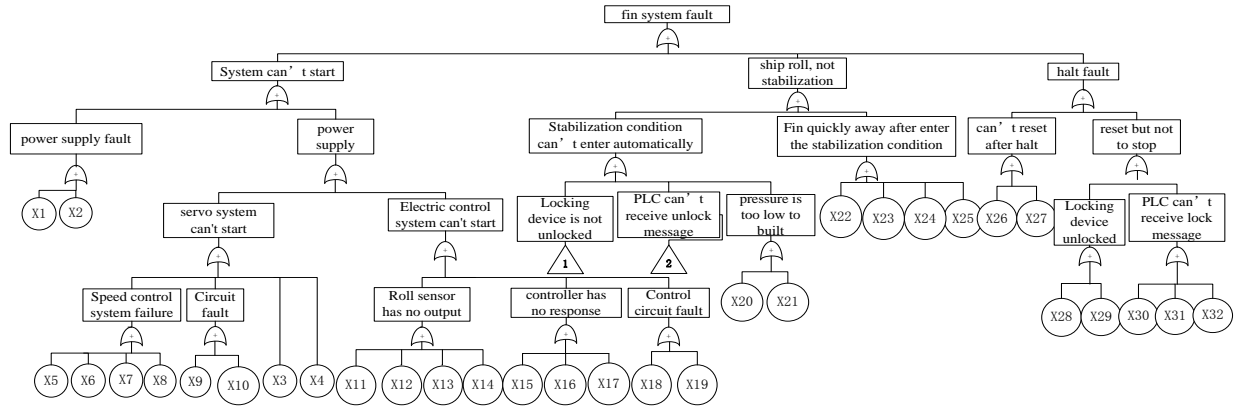 fin system fault
+
System can't start
ship roll, not
stabilization
halt fault
+
+
+
power supply fault
power
supply
Stabilization condition
can't enter automatically
Fin quickly away after enter
the stabilization condition
can't reset
after halt
reset but not
to stop
+
+
+
+
+
+
X1
X2
servo system
can't start
Electric control
system can't start
Locking
device is not
unlocked
PLC can't
receive unlock
message
pressure is
too low to
built
X22
X23
X24
X25
X26
X27
Locking
device
unlocked
PLC can't
receive lock
message
+
+
1
2
+
+
+
Speed control
system failure
Circuit
fault
Roll sensor
has no output
controller has
no response
Control
circuit fault
X20
X21
X28
X29
X30
X31
X32
+
+
+
+
+
X5
X6
X7
X8
X9
X10
X3
X4
X11
X12
X13
X14
X15
X16
X17
X18
X19